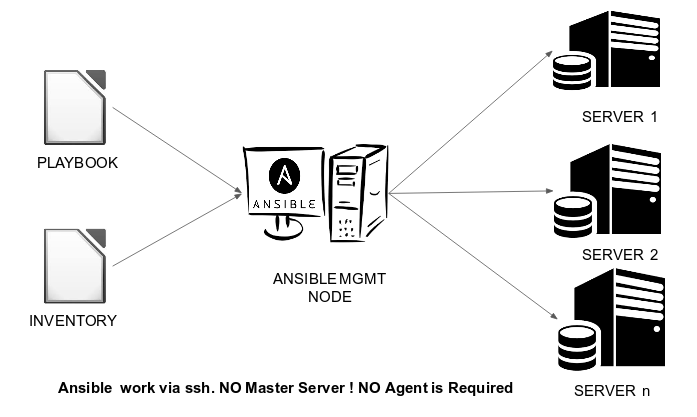 SERVER 1
PLAYBOOK
ANSIBLE
ANSIBLE MGMT
NODE
SERVER 2
INVENTORY
SERVER n
Ansible work via ssh. NO Master Server ! NO Agent is Required